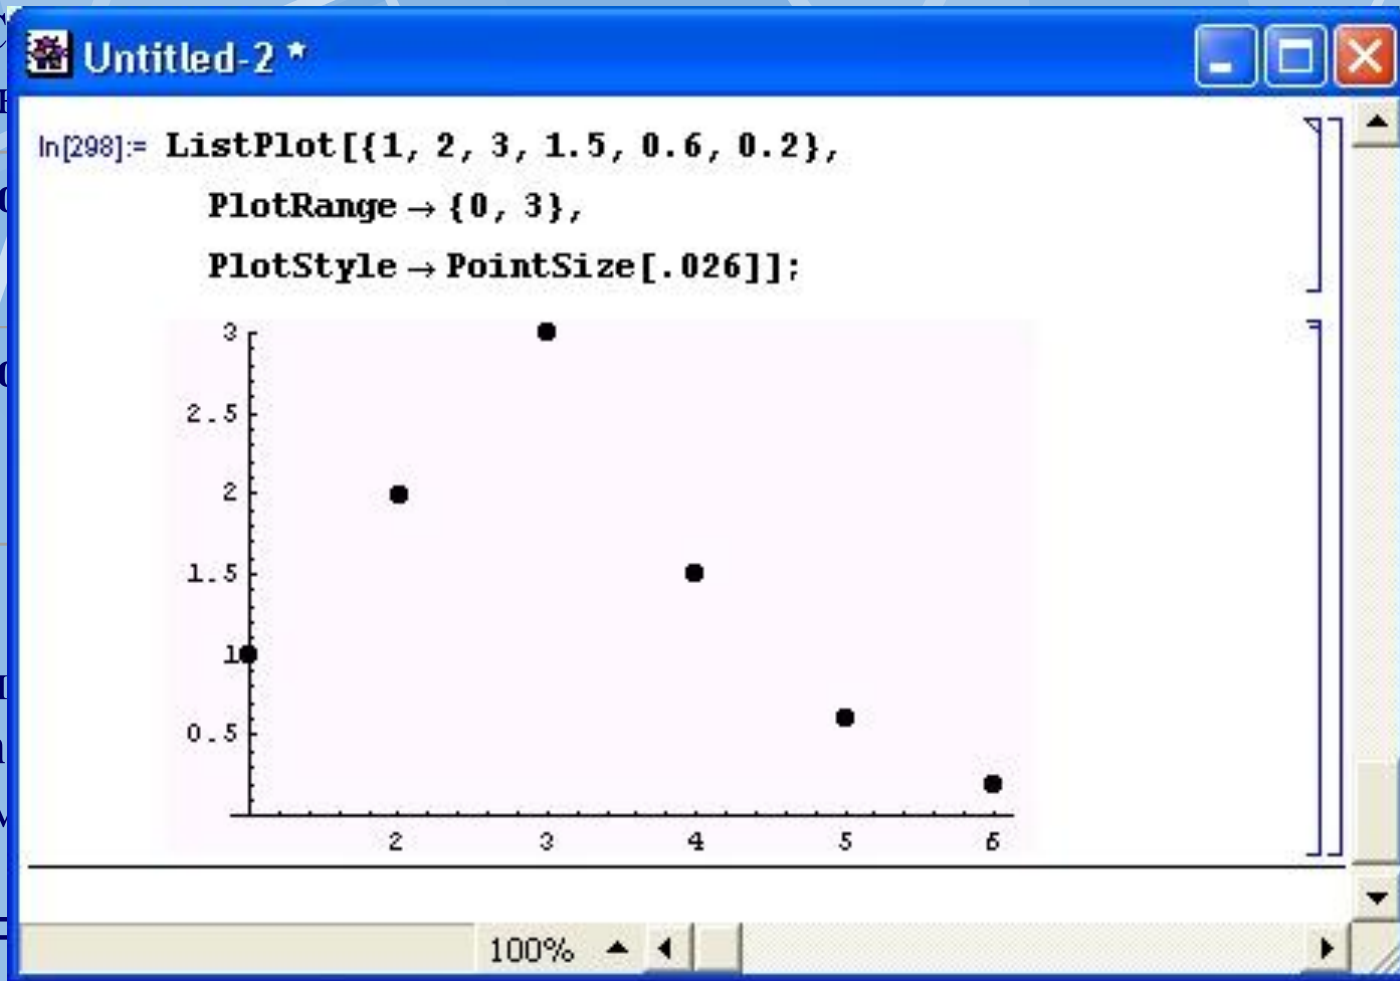 Untitled-2 *
In[298]:= ListPlot[{1, 2, 3, 1.5, 0.6, 0.2},
PlotRange → {0, 3},
PlotStyle → PointSize[.026]];
3
2.5
2
1.5
1
0.5
2 3 4 5 6
100%